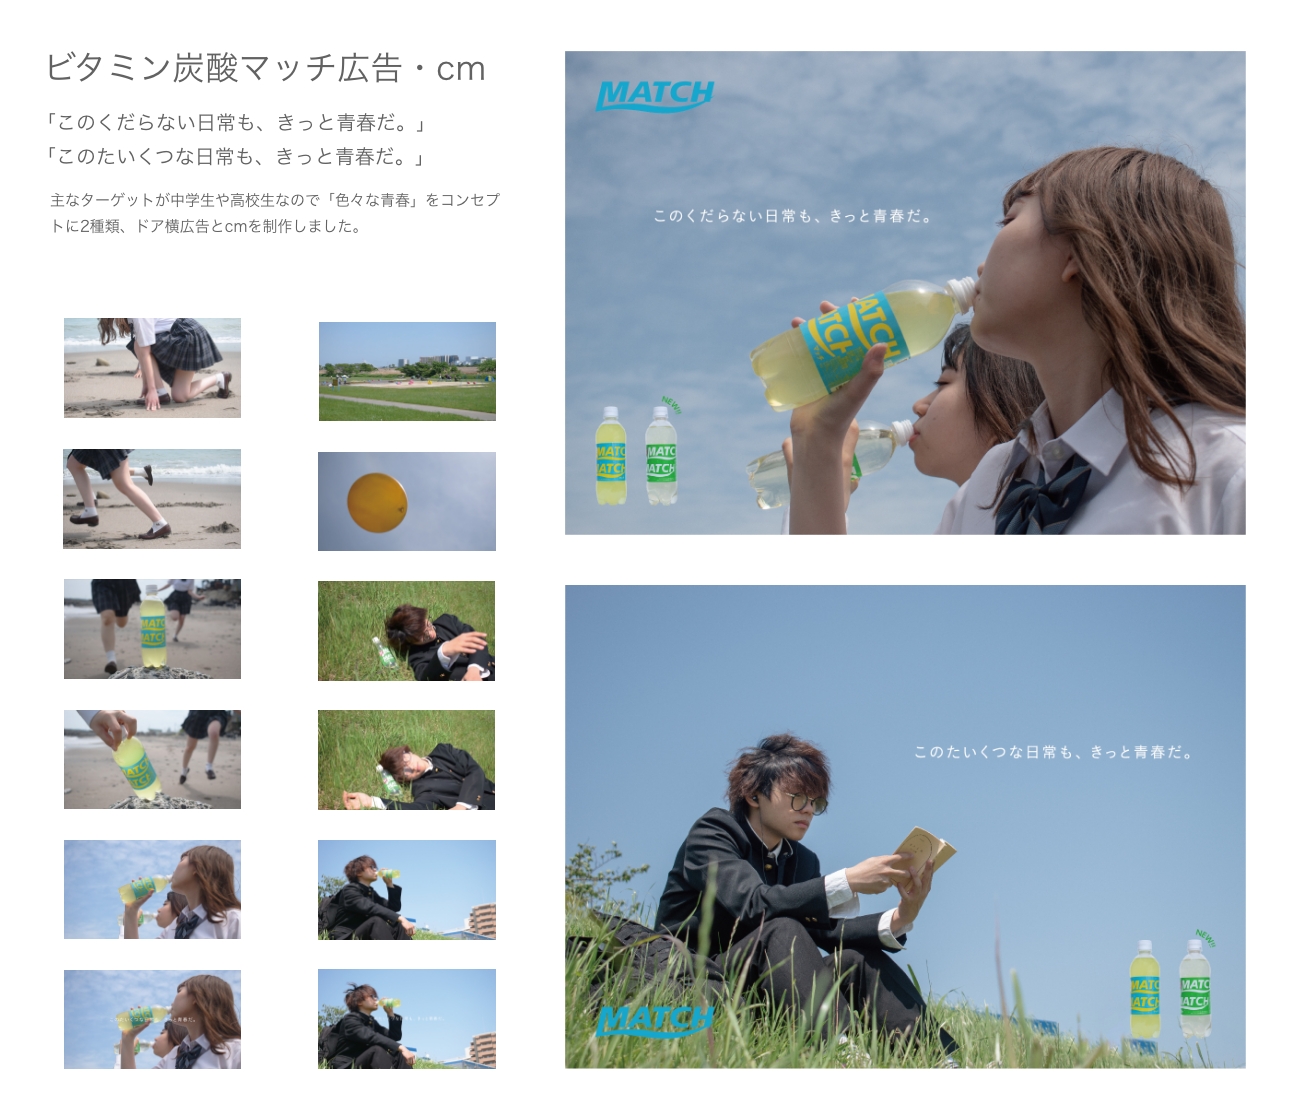 ビタミン炭酸マッチ広告・cm
「このくだらない日常も、きっと青春だ。」
「このたいくつな日常も、きっと青春だ。」
主なターゲットが中学生や高校生なので「色々な青春」をコンセプ
トに2種類、ドア横広告とcmを制作しました。
MATCH
このくだらない日常も、きっと青春だ。
MATCH
NEW!!
このたいくつな日常も、きっと青春だ。
NEW!!
MATCH
MATCH
MATCH